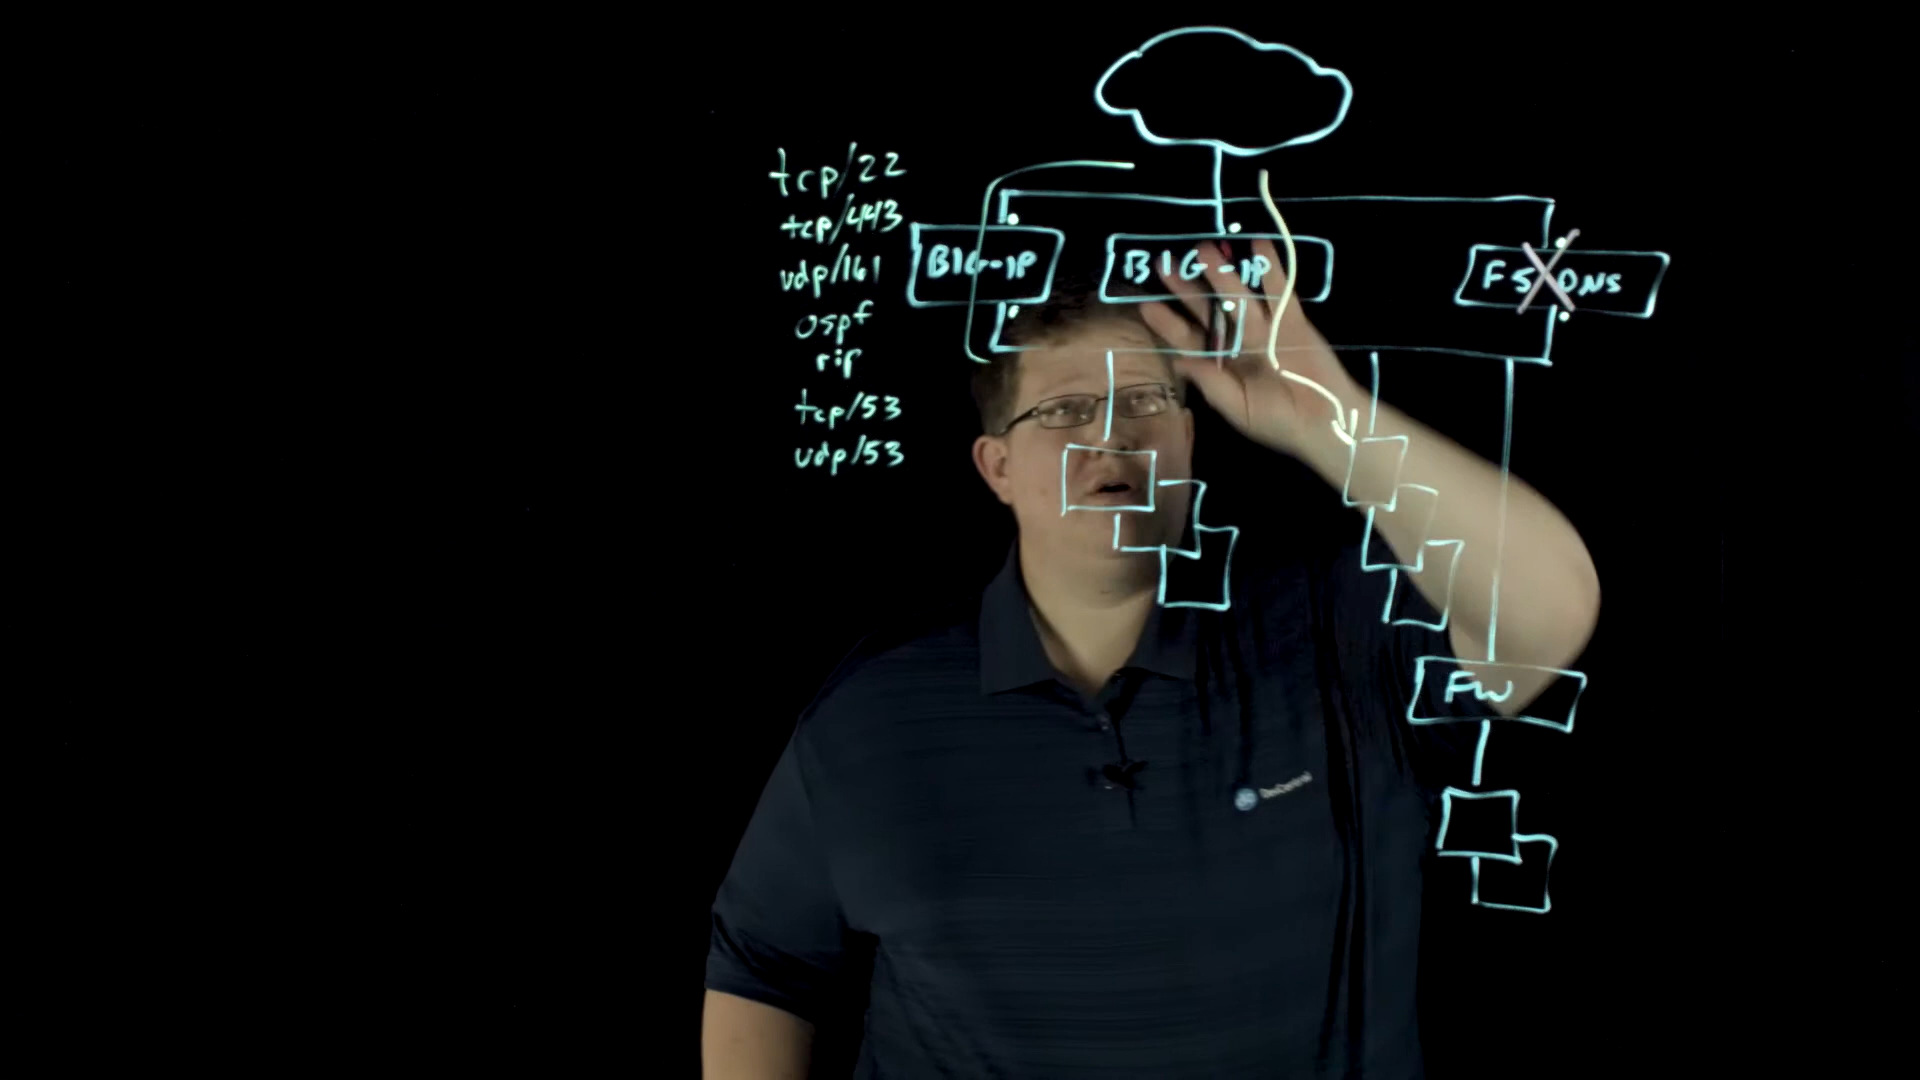 tcp/22
tcp/443
udp/161
ospf
rip
tcp/53
udp/53
BIG-IP
BIG-IP
F5 DNS
FW
DevCentral